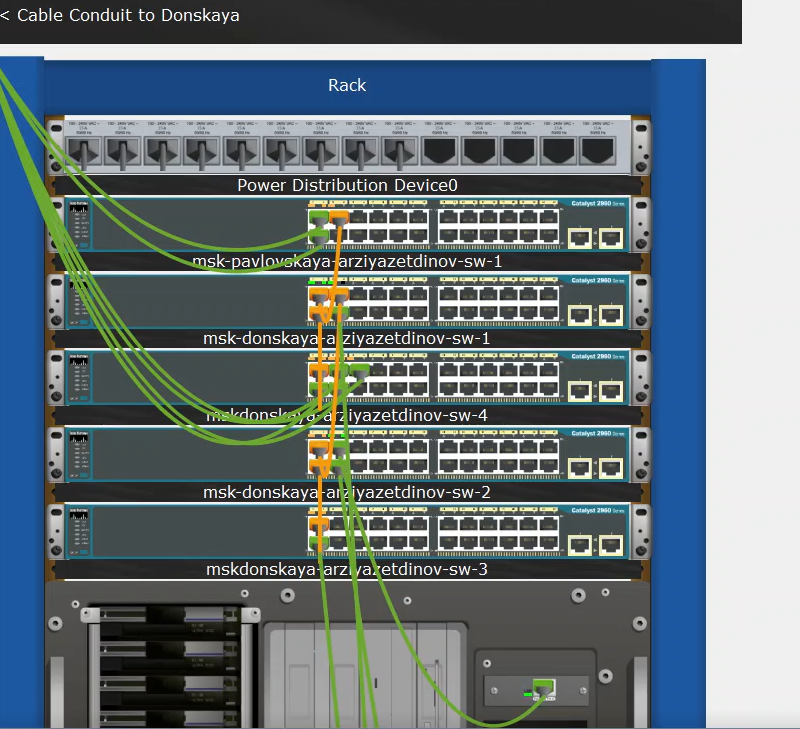 < Cable Conduit to Donskaya
Rack
Power Distribution Device0
Catalyst 2960 Series
msk-pavlovskaya-arziyazetdinov-sw-1
Catalyst 2960 Series
msk-donskaya-arziyazetdinov-sw-1
Catalyst 2960 Series
mskdonskaya-arziyazetdinov-sw-4
Catalyst 2960 Series
msk-donskaya-arziyazetdinov-sw-2
Catalyst 2960 Series
mskdonskaya-arziyazetdinov-sw-3